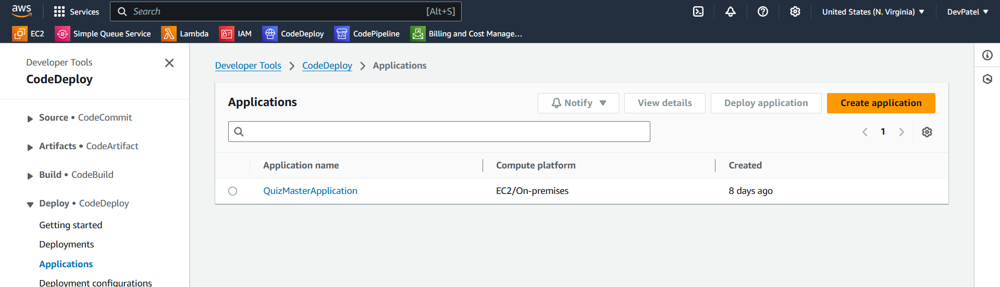 aws
Services
Search
[Alt+S]
United States (N. Virginia)
DevPatel
EC2
Simple Queue Service
Lambda
IAM
CodeDeploy
CodePipeline
Billing and Cost Manage...
Developer Tools
CodeDeploy
Source • CodeCommit
Artifacts • CodeArtifact
Build • CodeBuild
Deploy • CodeDeploy
Getting started
Deployments
Applications
Deployment configurations
Developer Tools > CodeDeploy > Applications
Applications
Notify
View details
Deploy application
Create application
1
Application name
Compute platform
Created
QuizMasterApplication
EC2/On-premises
8 days ago